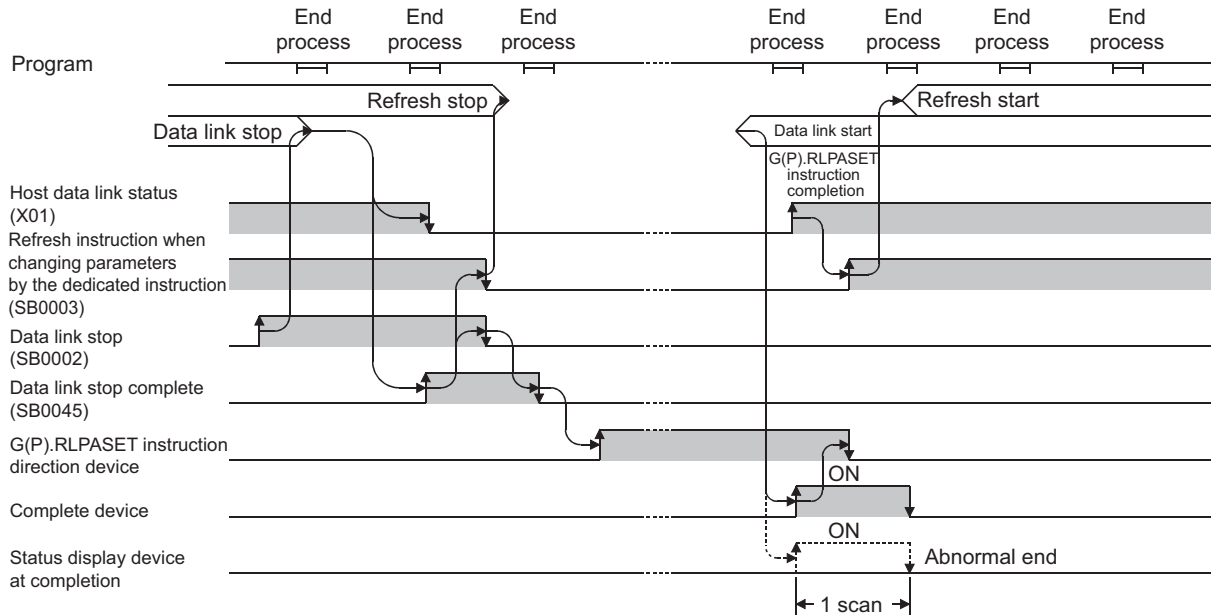 End process
End process
End process
End process
End process
End process
End process
Program
Refresh stop
Refresh start
Data link stop
Data link start
G(P).RLPASET
instruction
completion
Host data link status
(X01)
Refresh instruction when
changing parameters
by the dedicated instruction
(SB0003)
Data link stop
(SB0002)
Data link stop complete
(SB0045)
G(P).RLPASET instruction
direction device
ON
Complete device
ON
Status display device
at completion
Abnormal end
1 scan